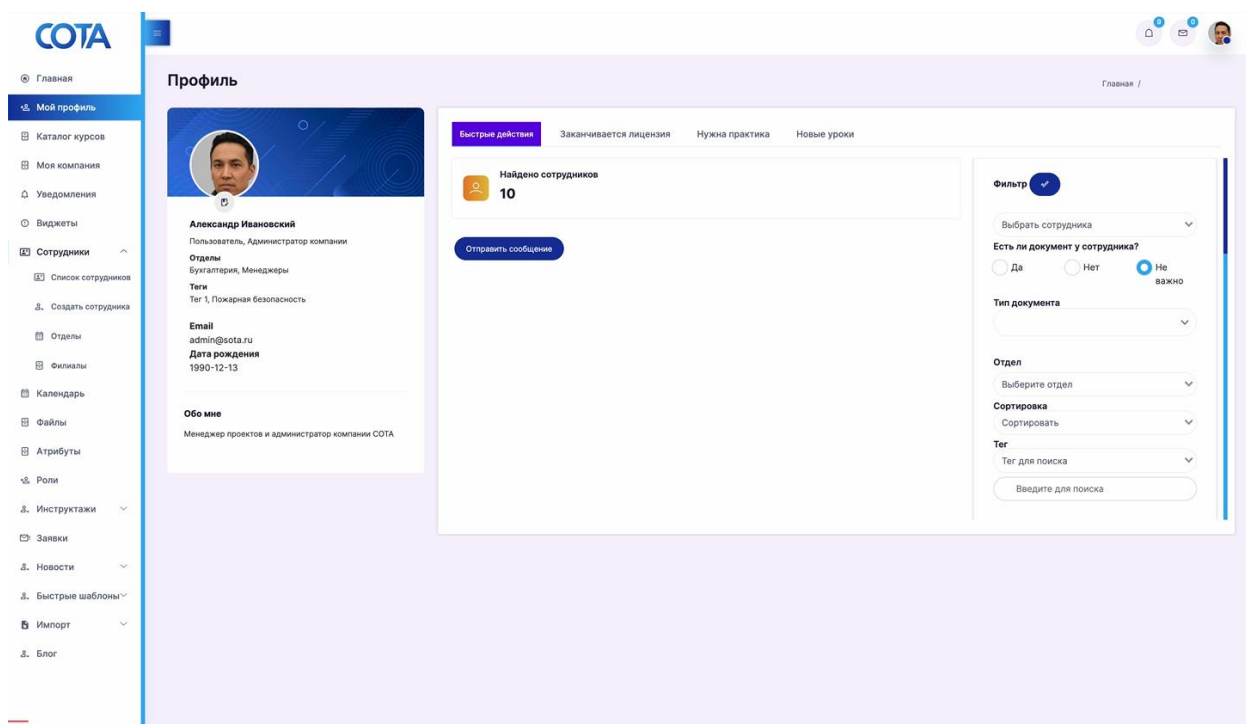 СОТА
Главная
Мой профиль
Каталог курсов
Моя компания
Уведомления
Виджеты
Сотрудники
Список сотрудников
Создать сотрудника
Отделы
Филиалы
Календарь
Файлы
Атрибуты
Роли
Инструктажи
Заявки
Новости
Быстрые шаблоны
Импорт
Блог
9
0
Профиль
Главная /
Александр Ивановский
Пользователь, Администратор компании
Отделы
Бухгалтерия, Менеджеры
Теги
Тег 1, Пожарная безопасность
Email
admin@sota.ru
Дата рождения
1990-12-13
Обо мне
Менеджер проектов и администратор компании СОТА
Быстрые действия
Заканчивается лицензия
Нужна практика
Новые уроки
Найдено сотрудников
10
Отправить сообщение
Фильтр
Выбрать сотрудника
Есть ли документ у сотрудника?
Да
Нет
Не
важно
Тип документа
Отдел
Выберите отдел
Сортировка
Сортировать
Тег
Тег для поиска
Введите для поиска